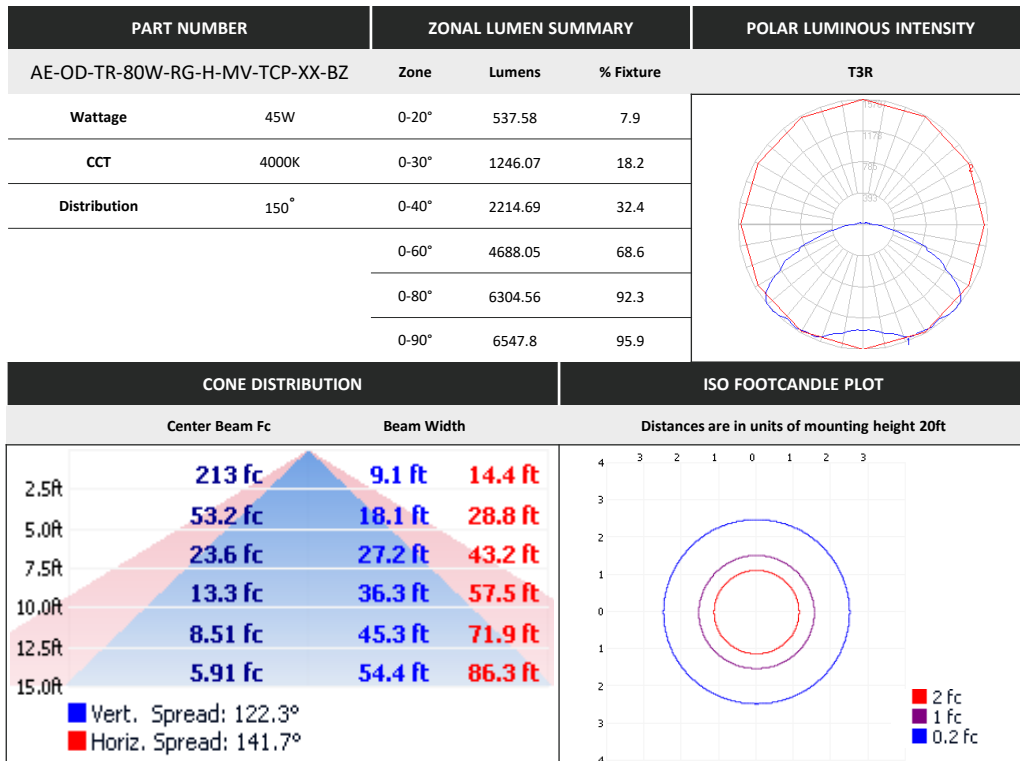 PART NUMBER
ZONAL LUMEN SUMMARY
POLAR LUMINOUS INTENSITY
AE-OD-TR-80W-RG-H-MV-TCP-XX-BZ
Zone Lumens % Fixture
T3R
Wattage 45W
0-20° 537.58 7.9
CCT 4000K
0-30° 1246.07 18.2
Distribution 150°
0-40° 2214.69 32.4
0-60° 4688.05 68.6
0-80° 6304.56 92.3
0-90° 6547.8 95.9
1178
785
393
2
1
CONE DISTRIBUTION
ISO FOOTCANDLE PLOT
Center Beam Fc Beam Width
Distances are in units of mounting height 20ft
2.5ft 213 fc 9.1 ft 14.4 ft
5.0ft 53.2 fc 18.1 ft 28.8 ft
7.5ft 23.6 fc 27.2 ft 43.2 ft
10.0ft 13.3 fc 36.3 ft 57.5 ft
12.5ft 8.51 fc 45.3 ft 71.9 ft
15.0ft 5.91 fc 54.4 ft 86.3 ft
Vert. Spread: 122.3°
Horiz. Spread: 141.7°
3 2 1 0 1 2 3
4
3
2
1
0
1
2
3
4
2 fc
1 fc
0.2 fc